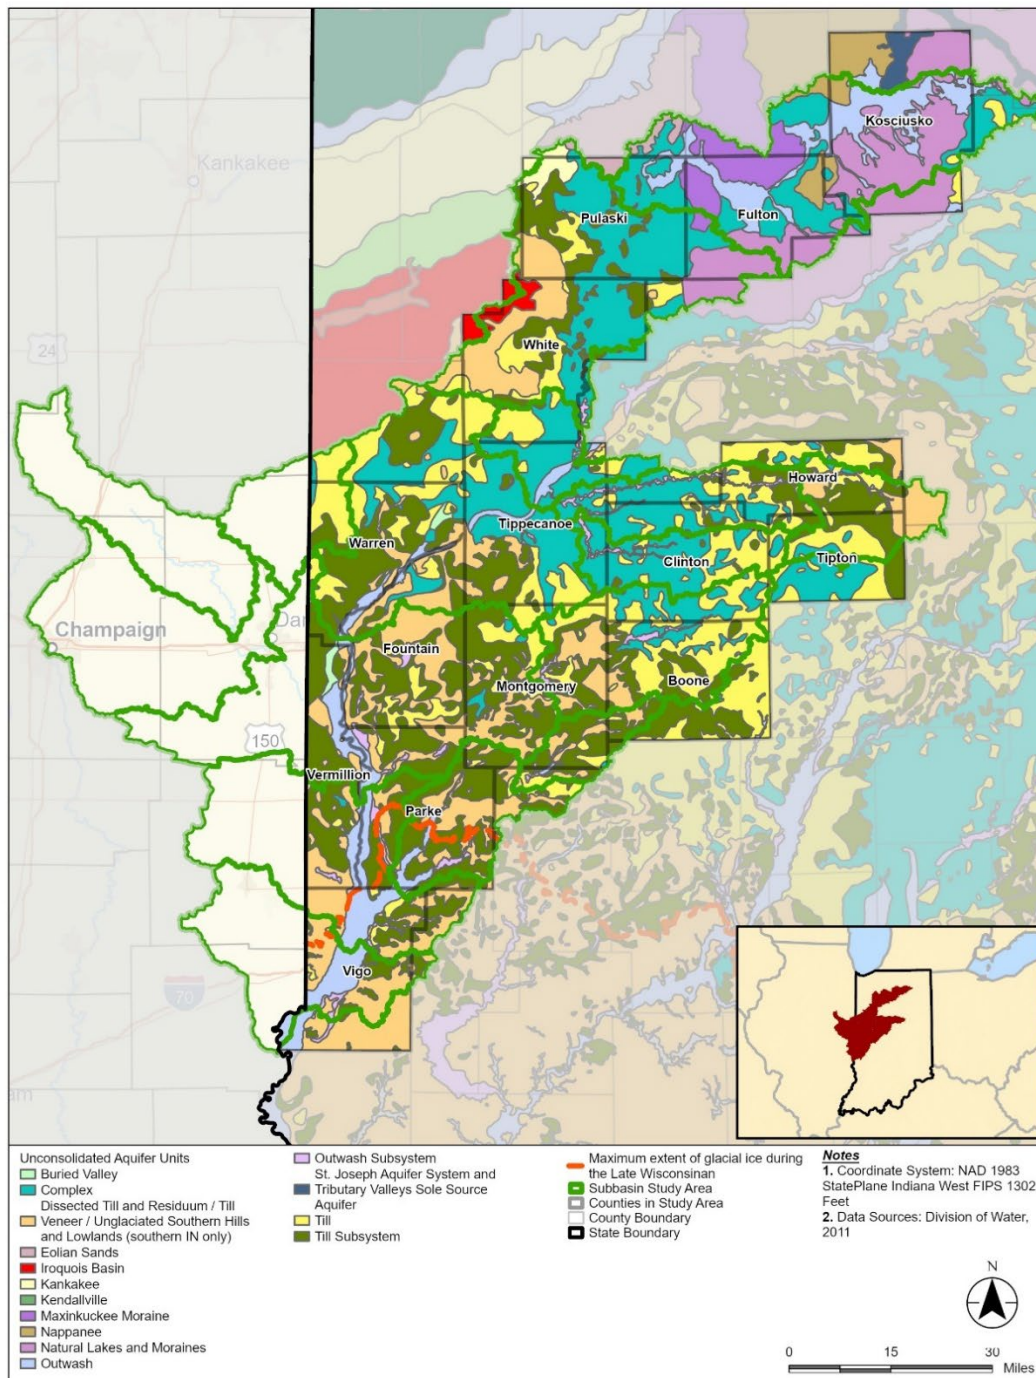 Kankakee
Kosciusko
Pulaski
Fulton
24
White
Howard
Tippecanoe
Warren
Clinton
Tipton
Champaign
Dan
Fountain
Montgomery
Boone
150
Vermillion
Parke
Vigo
70
am
Unconsolidated Aquifer Units
Buried Valley
Complex
Dissected Till and Residuum / Till
Veneer / Unglaciated Southern Hills
and Lowlands (southern IN only)
Eolian Sands
Iroquois Basin
Kankakee
Kendallville
Maxinkuckee Moraine
Nappanee
Natural Lakes and Moraines
Outwash
Outwash Subsystem
St. Joseph Aquifer System and
Tributary Valleys Sole Source
Aquifer
Till
Till Subsystem
Maximum extent of glacial ice during
the Late Wisconsinan
Subbasin Study Area
Counties in Study Area
County Boundary
State Boundary
Notes
1. Coordinate System: NAD 1983
StatePlane Indiana West FIPS 1302
Feet
2. Data Sources: Division of Water,
2011
N
0 15 30
Miles